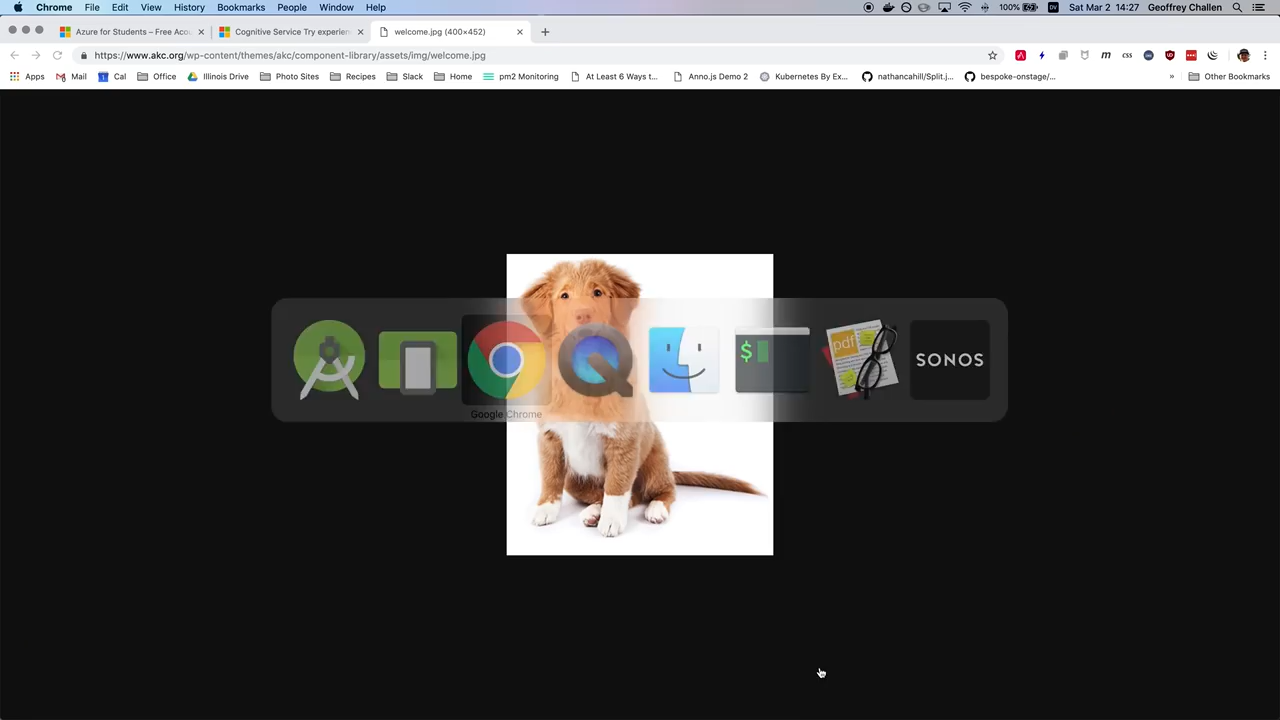 Chrome File Edit View History Bookmarks People Window Help 100% Sat Mar 2 14:27 Geoffrey Challen
Azure for Students – Free Acc Cognitive Service Try experien welcome.jpg (400×452)
https://www.akc.org/wp-content/themes/akc/component-library/assets/img/welcome.jpg
Apps Mail Cal Office Illinois Drive Photo Sites Recipes Slack Home pm2 Monitoring At Least 6 Ways t... Anno.js Demo 2 Kubernetes By Ex... nathancahill/Split.j... bespoke-onstage/... » Other Bookmarks
pdf
$
SONOS
Google Chrome